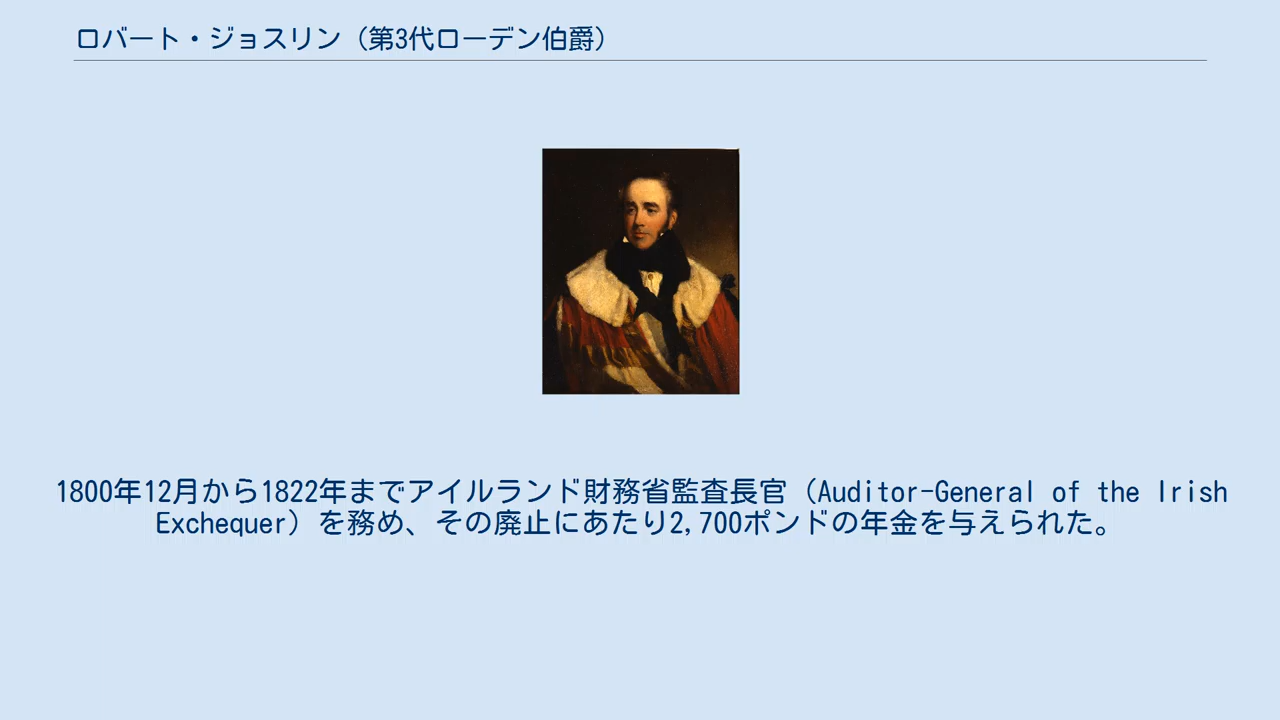 ロバート・ジョスリン（第3代ローデン伯爵）
1800年12月から1822年までアイルランド財務省監査長官（Auditor-General of the Irish
Exchequer）を務め、その廃止にあたり2,700ポンドの年金を与えられた。